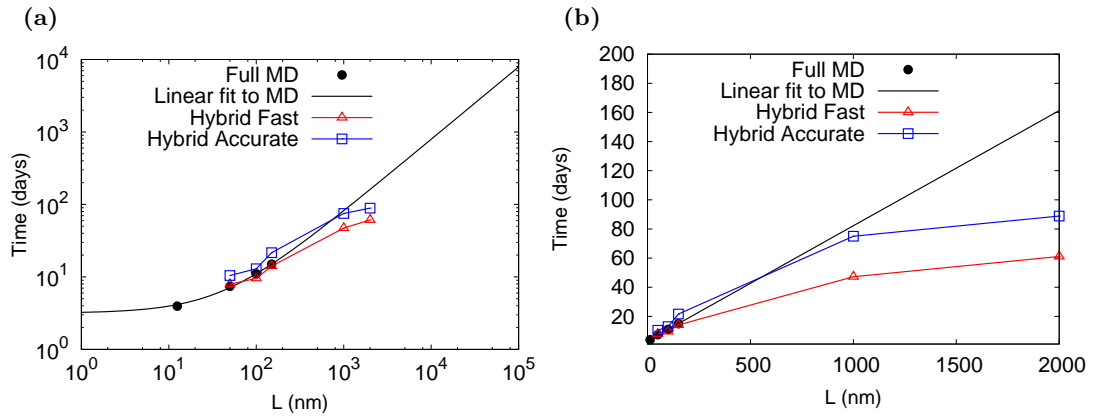 (a)
Time (days)
10^4
10^3
10^2
10^1
10^0
Full MD
Linear fit to MD
Hybrid Fast
Hybrid Accurate
10^0 10^1 10^2 10^3 10^4 10^5
L (nm)
(b)
Time (days)
200
180
160
140
120
100
80
60
40
20
Full MD
Linear fit to MD
Hybrid Fast
Hybrid Accurate
0 500 1000 1500 2000
L (nm)